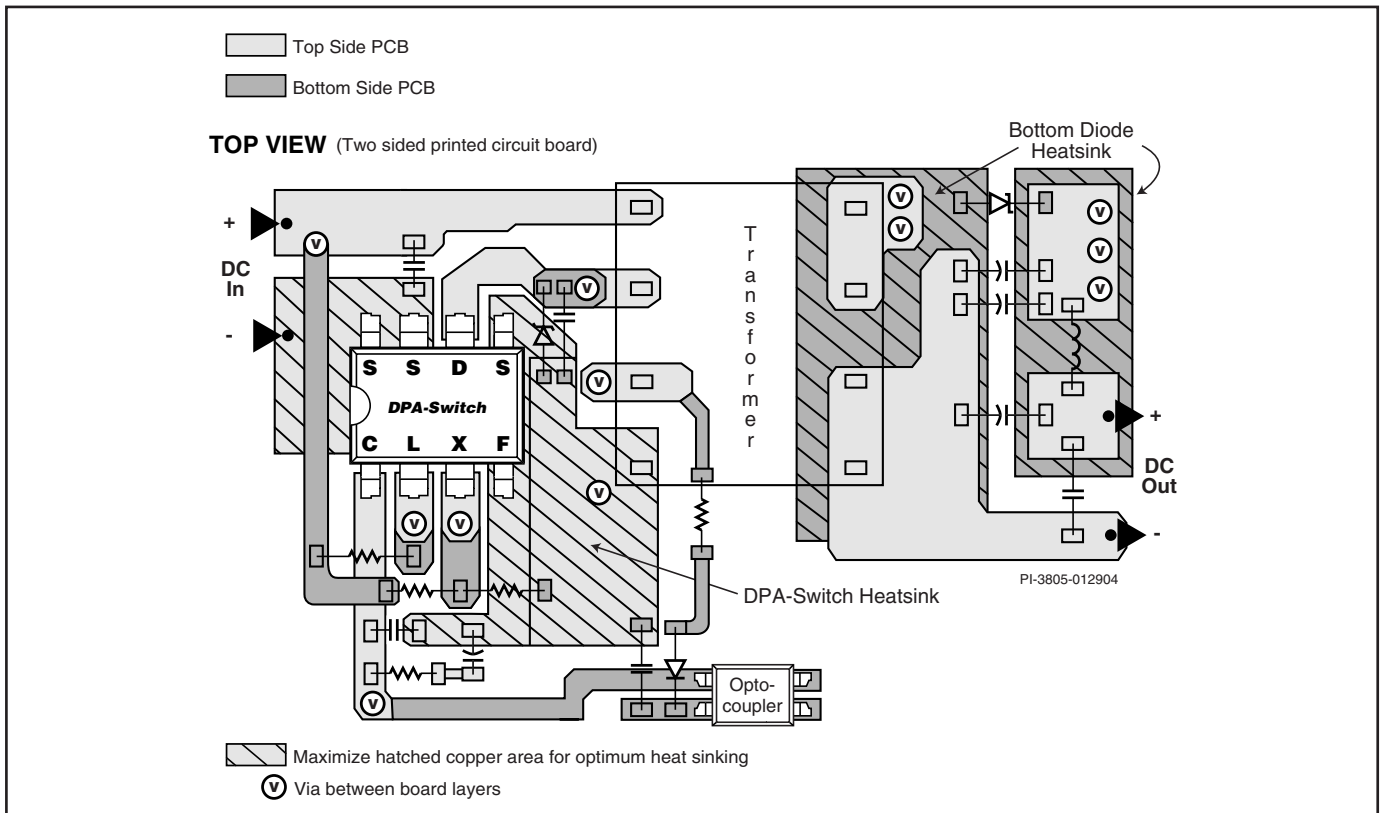 Top Side PCB
Bottom Side PCB
TOP VIEW (Two sided printed circuit board)
Bottom Diode
Heatsink
+
DC
In
-
V
V
V
V
V
V
V
V
V
V
V
V
S S D S
DPA-Switch
C L X F
Transformer
+
DC
Out
-
PI-3805-012904
DPA-Switch Heatsink
Opto-
coupler
Maximize hatched copper area for optimum heat sinking
V Via between board layers